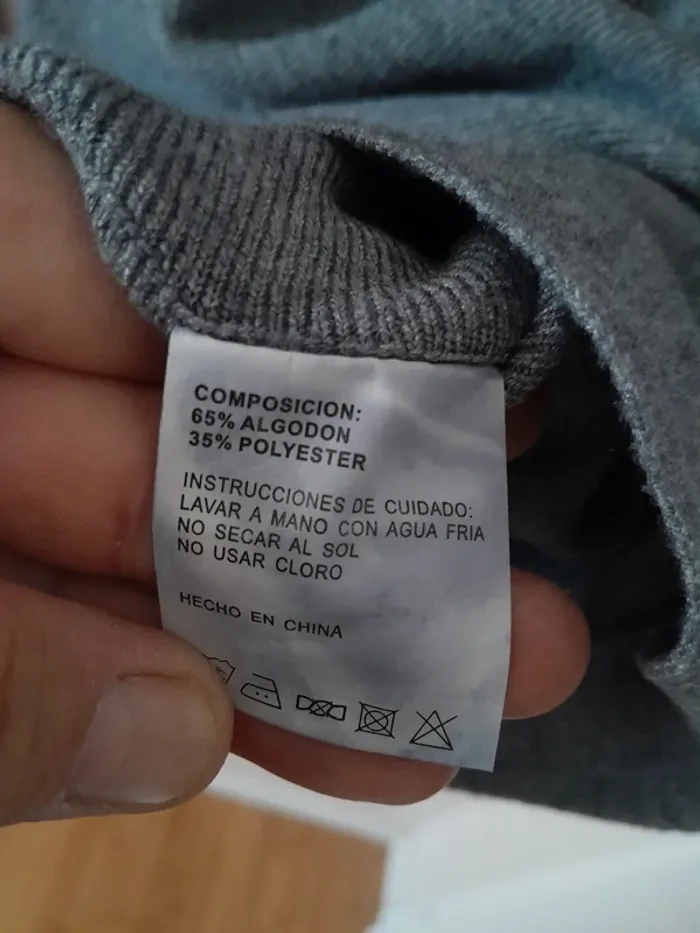 COMPOSICION:
65% ALGODON
35% POLYESTER
INSTRUCCIONES DE CUIDADO:
LAVAR A MANO CON AGUA FRIA
NO SECAR AL SOL
NO USAR CLORO
HECHO EN CHINA